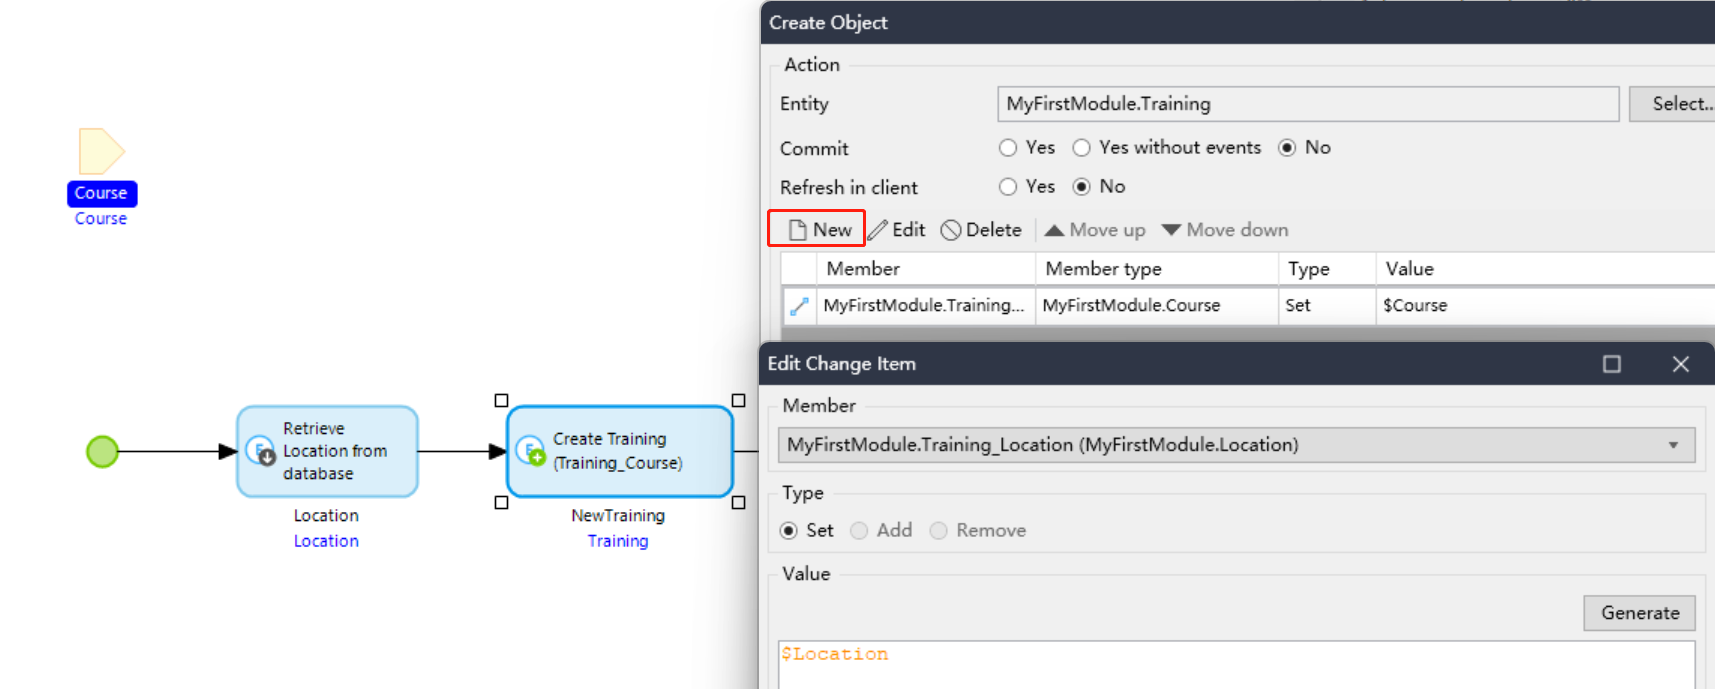 Course
Course
Retrieve
Location from
database
Location
Location
Create Training
(Training_Course)
NewTraining
Training
Create Object
Action
Entity MyFirstModule.Training Select...
Commit Yes Yes without events No
Refresh in client Yes No
New Edit Delete Move up Move down
Member Member type Type Value
MyFirstModule.Training... MyFirstModule.Course Set $Course
Edit Change Item
Member
MyFirstModule.Training_Location (MyFirstModule.Location)
Type
Set Add Remove
Value
Generate
$Location